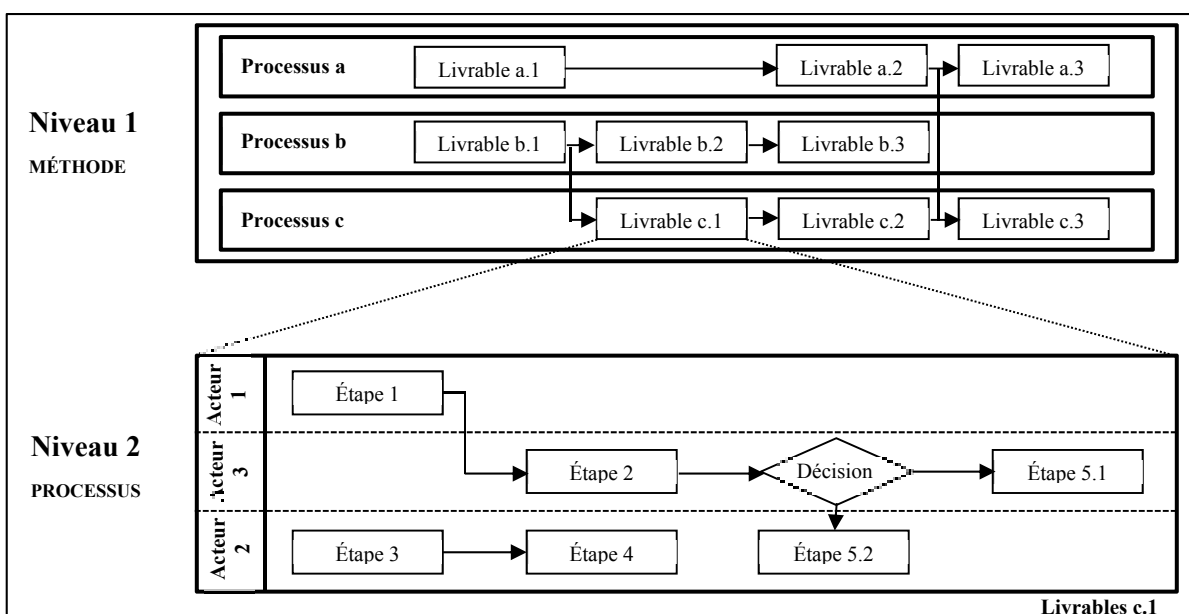 Niveau 1
MÉTHODE
Processus a
Livrable a.1
Livrable a.2
Livrable a.3
Processus b
Livrable b.1
Livrable b.2
Livrable b.3
Processus c
Livrable c.1
Livrable c.2
Livrable c.3
Niveau 2
PROCESSUS
Acteur
1
Étape 1
Acteur
3
Étape 2
Décision
Étape 5.1
Acteur
2
Étape 3
Étape 4
Étape 5.2
Livrables c.1